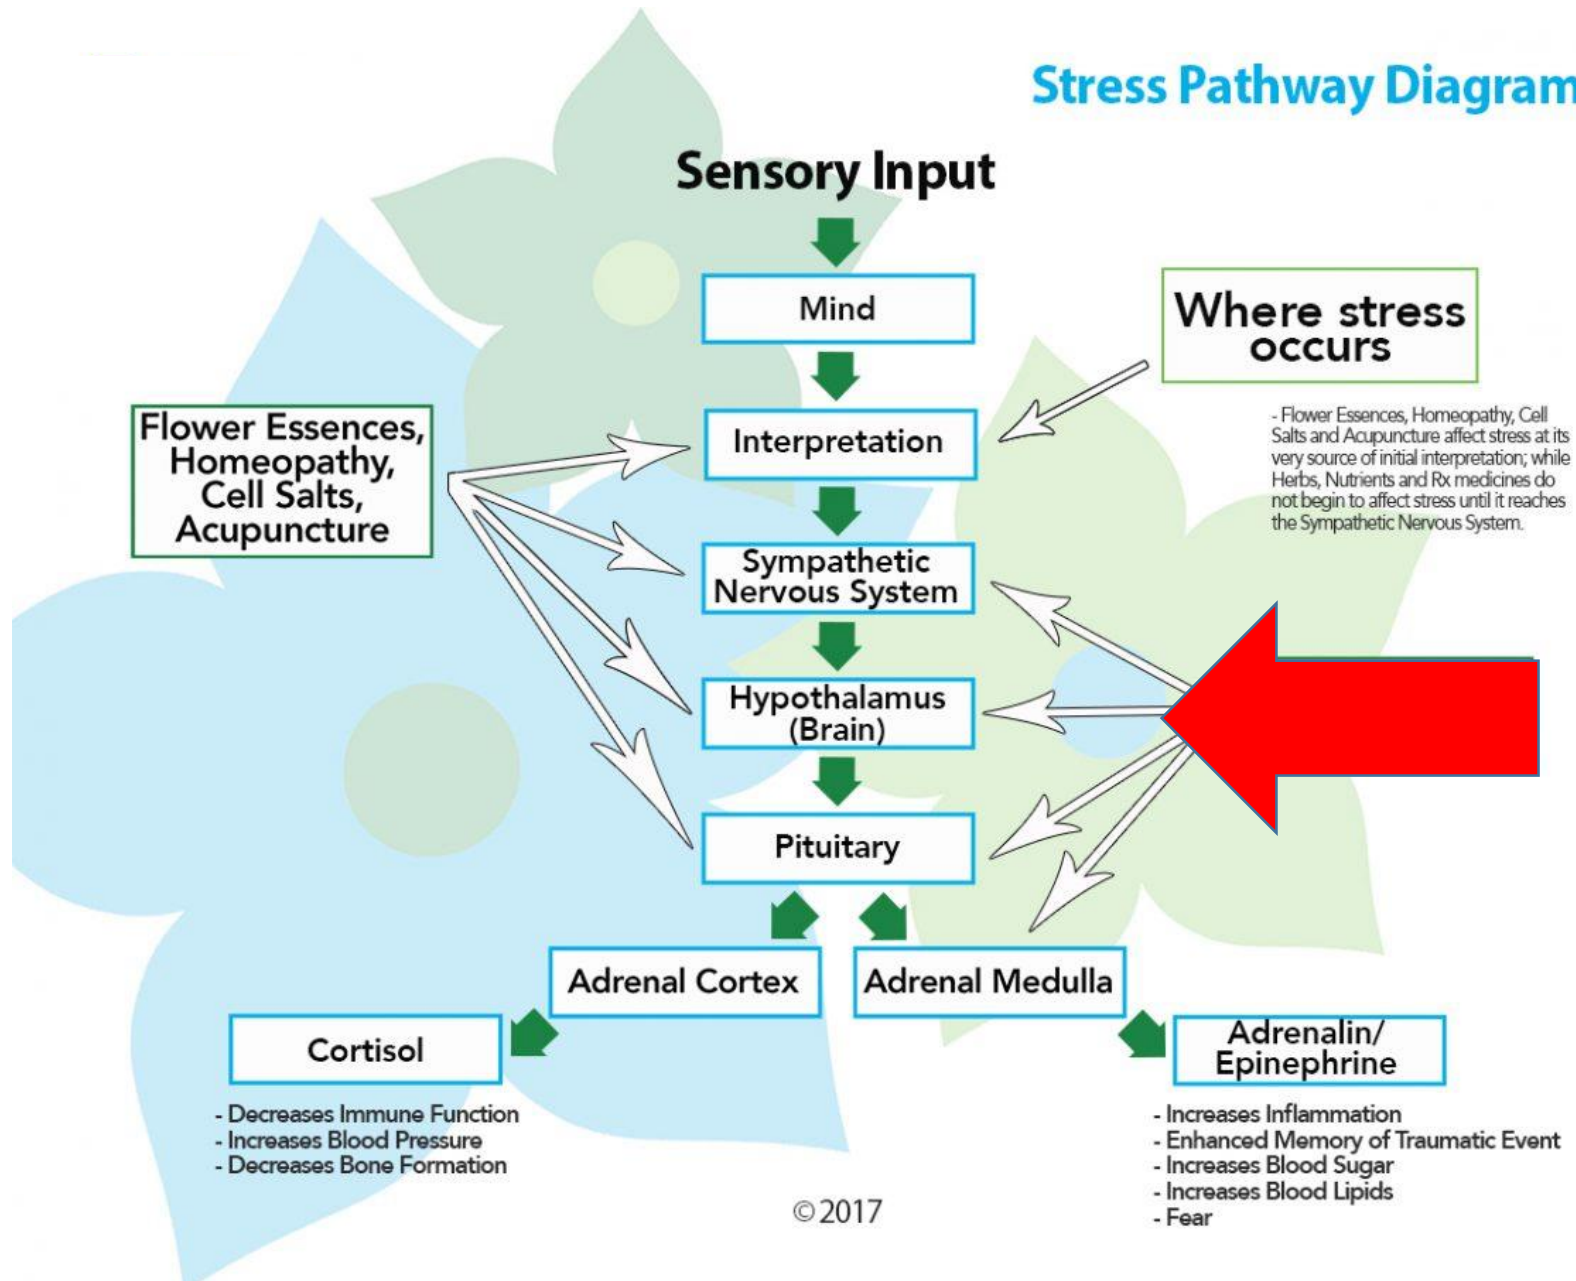 Stress Pathway Diagram
Sensory Input
Mind
Where stress
occurs
Flower Essences,
Homeopathy,
Cell Salts,
Acupuncture
Interpretation
- Flower Essences, Homeopathy, Cell
Salts and Acupuncture affect stress at its
very source of initial interpretation; while
Herbs, Nutrients and Rx medicines do
not begin to affect stress until it reaches
the Sympathetic Nervous System.
Sympathetic
Nervous System
Hypothalamus
(Brain)
Pituitary
Adrenal Cortex
Adrenal Medulla
Cortisol
- Decreases Immune Function
- Increases Blood Pressure
- Decreases Bone Formation
Adrenalin/
Epinephrine
- Increases Inflammation
- Enhanced Memory of Traumatic Event
- Increases Blood Sugar
- Increases Blood Lipids
- Fear
© 2017